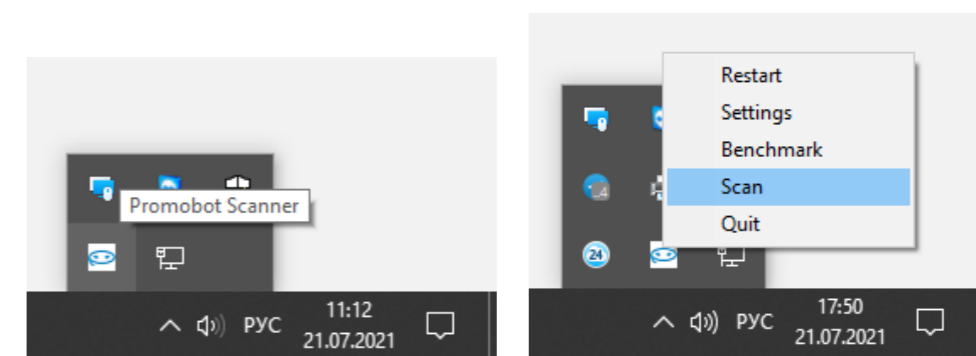 Promobot Scanner
РУС
11:12
21.07.2021
Restart
Settings
Benchmark
Scan
Quit
24
РУС
17:50
21.07.2021